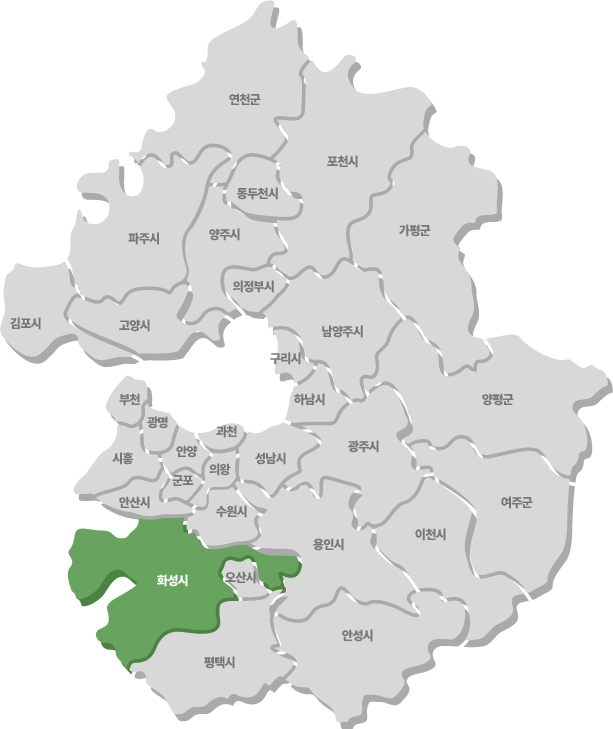 연천군
포천시
동두천시
가평군
파주시
양주시
의정부시
김포시
고양시
남양주시
구리시
부천
하남시
양평군
광명
과천
안양
광주시
시흥
의왕
성남시
군포
안산시
수원시
여주군
이천시
용인시
화성시
오산시
안성시
평택시